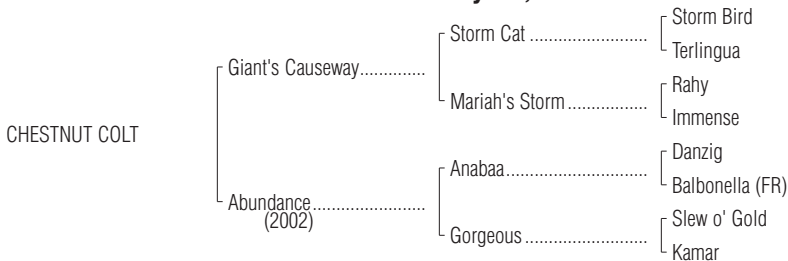 Storm Bird
Storm Cat ........................
Terlingua
Giant's Causeway..............
Rahy
Mariah's Storm .................
Immense
CHESTNUT COLT
Danzig
Anabaa .............................
Balbonella (FR)
Abundance .......................
(2002)
Slew o' Gold
Gorgeous .........................
Kamar